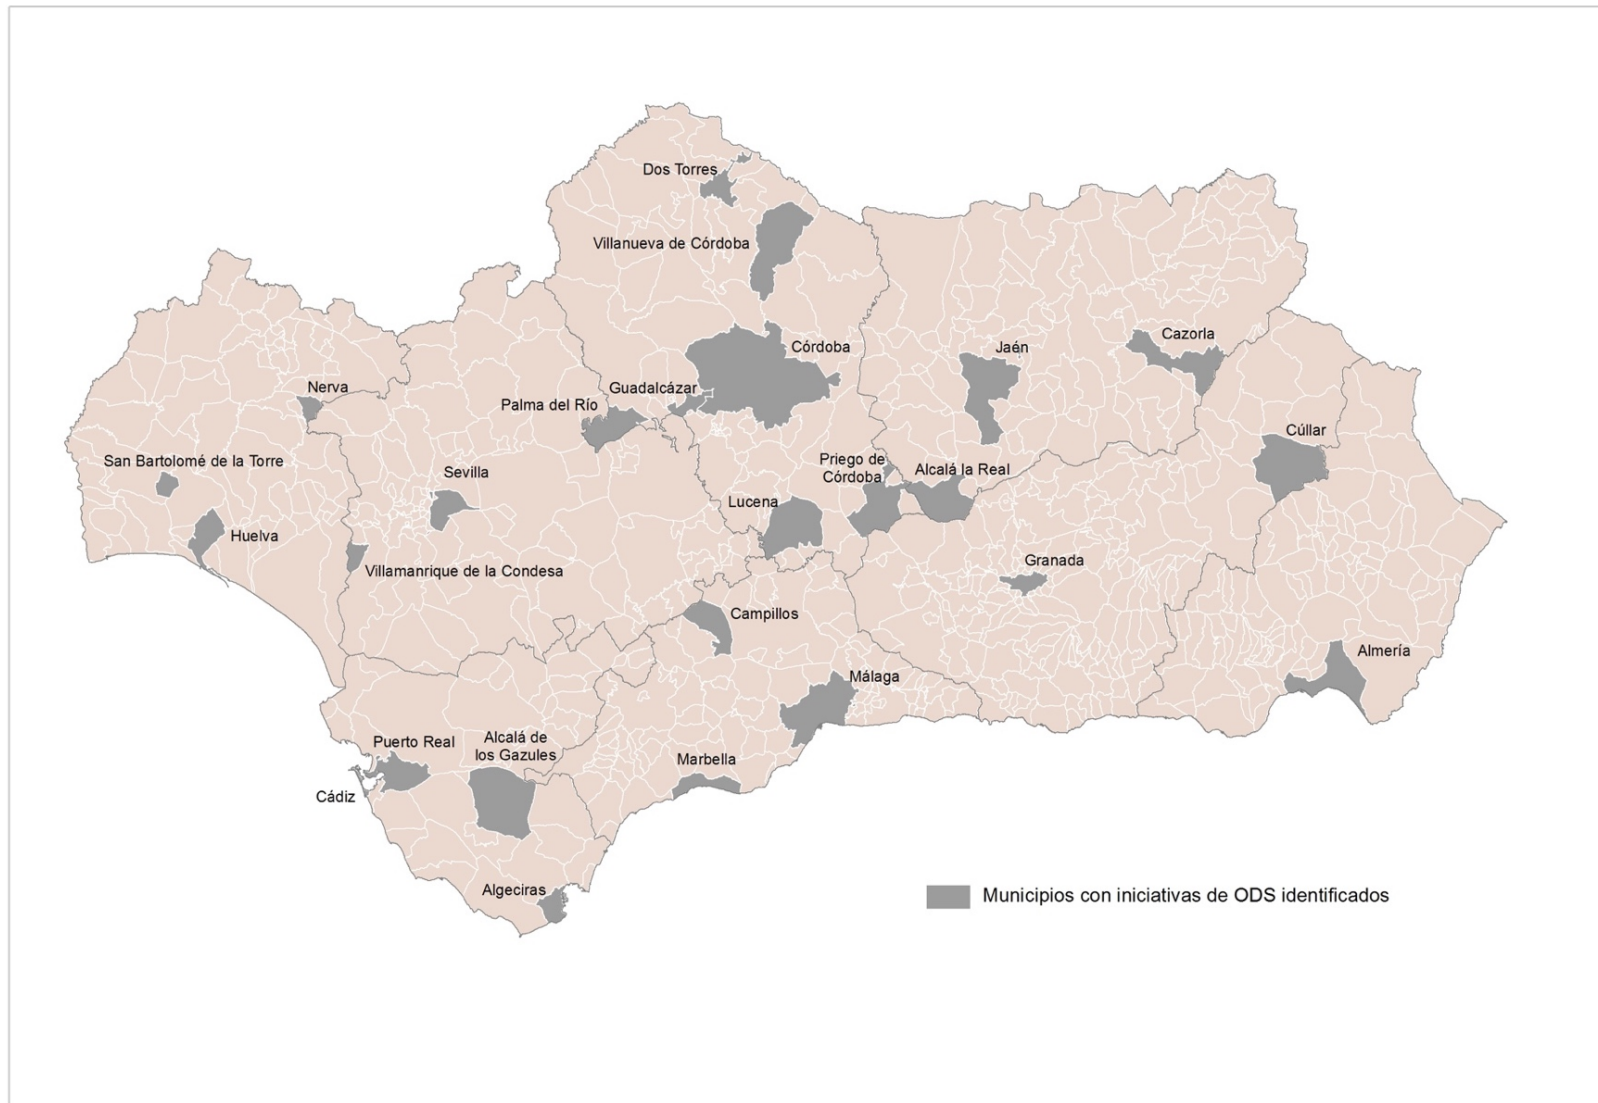 Dos Torres
Villanueva de Córdoba
Cazorla
Córdoba
Jaén
Nerva
Guadalcázar
Palma del Río
Cúllar
San Bartolomé de la Torre
Sevilla
Priego de
Córdoba
Alcalá la Real
Lucena
Huelva
Villamanrique de la Condesa
Granada
Campillos
Almería
Málaga
Puerto Real
Alcalá de
los Gazules
Marbella
Cádiz
Algeciras
Municipios con iniciativas de ODS identificados